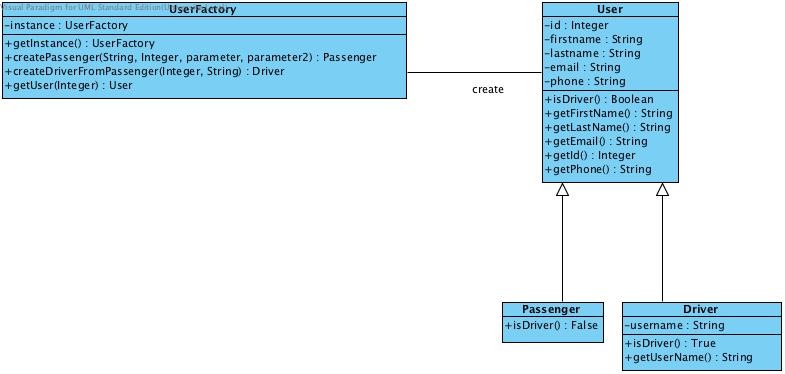 Visual Paradigm for UML Standard Edition(
UserFactory
-instance : UserFactory
+getInstance() : UserFactory
+createPassenger(String, Integer, parameter, parameter2) : Passenger
+createDriverFromPassenger(Integer, String) : Driver
+getUser(Integer) : User
create
User
-id : Integer
-firstname : String
-lastname : String
-email : String
-phone : String
+isDriver() : Boolean
+getFirstName() : String
+getLastName() : String
+getEmail() : String
+getId() : Integer
+getPhone() : String
Passenger
+isDriver() : False
Driver
-username : String
+isDriver() : True
+getUserName() : String